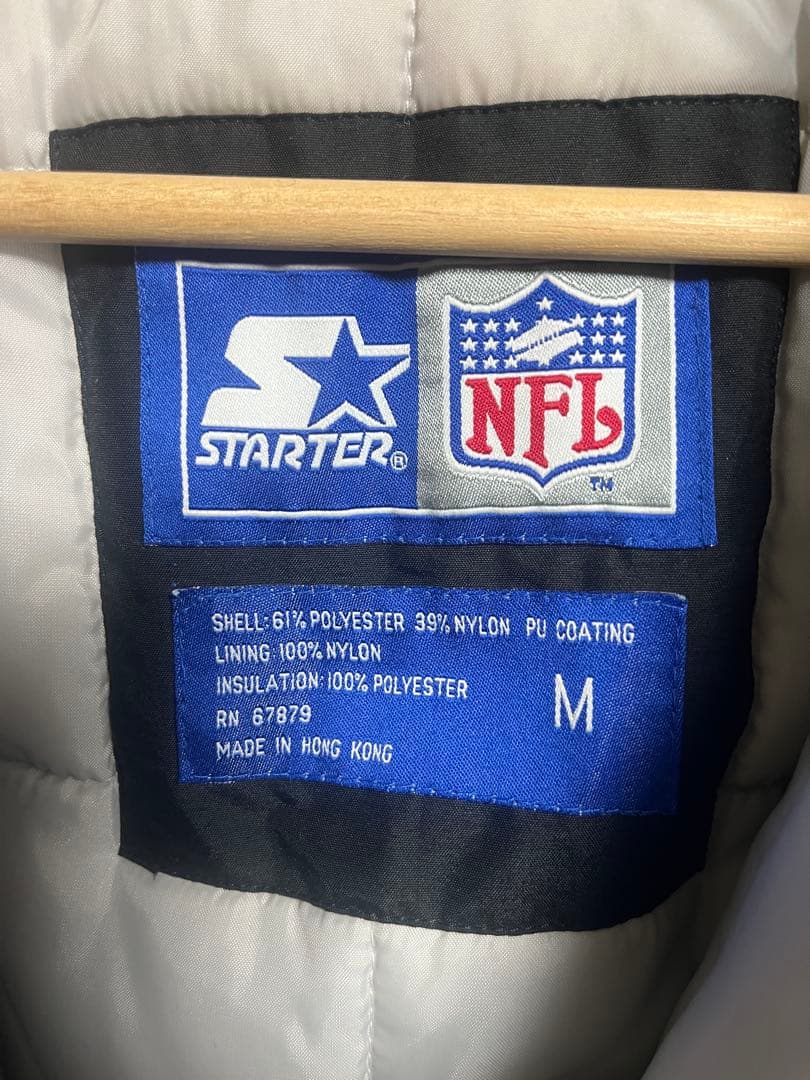 STARTER®
NFL
TM
SHELL: 61% POLYESTER 39% NYLON PU COATING
LINING: 100% NYLON
INSULATION: 100% POLYESTER
M
RN 67879
MADE IN HONG KONG